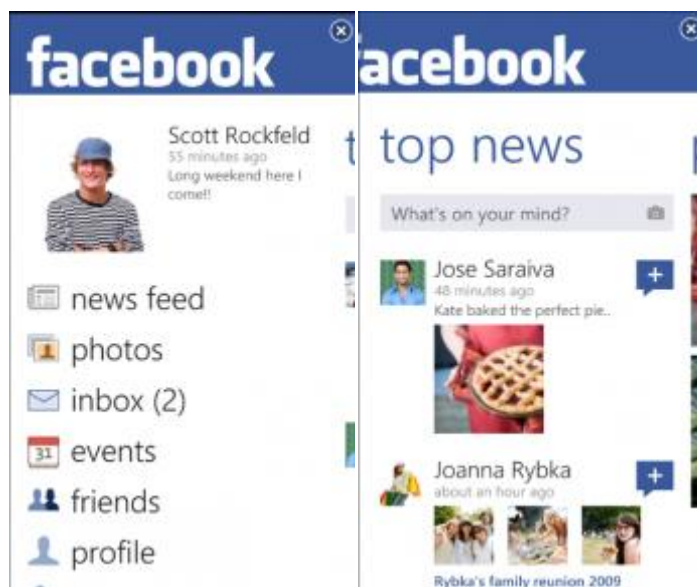 facebook
Scott Rockfeld
55 minutes ago
Long weekend here I
come!!
news feed
photos
inbox (2)
31 events
friends
profile
facebook
top news
What's on your mind?
Jose Saraiva
48 minutes ago
Kate baked the perfect pie..
Joanna Rybka
about an hour ago
Rybka's family reunion 2009